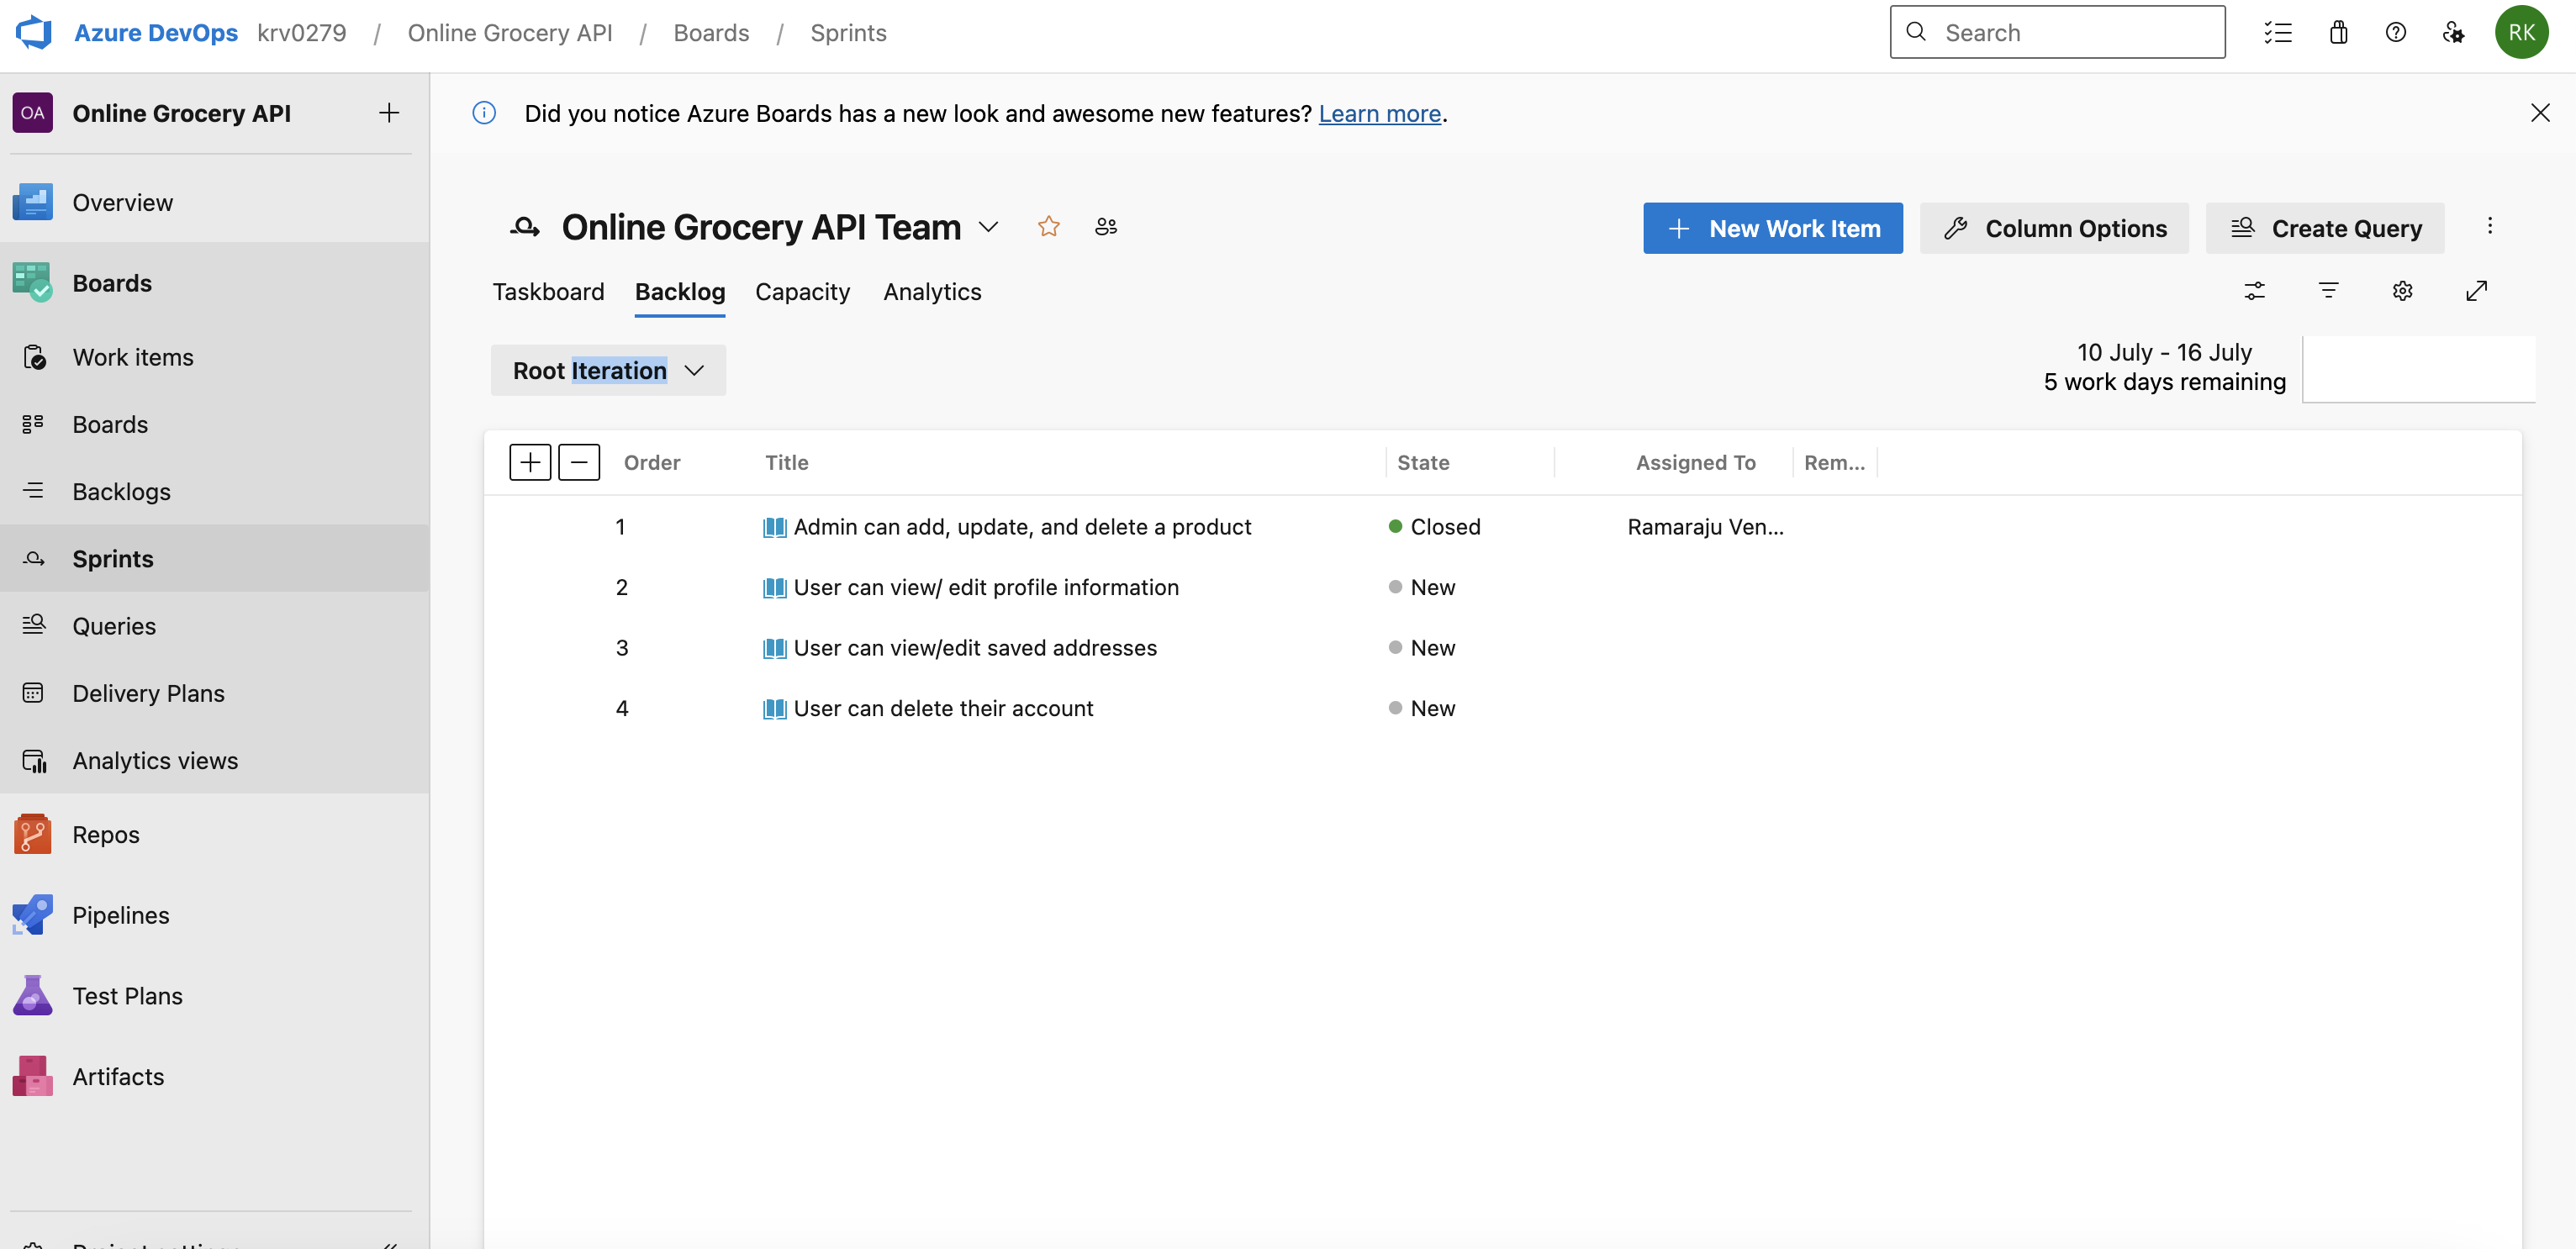 Azure DevOps krv0279 / Online Grocery API / Boards / Sprints
Search
RK
OA Online Grocery API
Did you notice Azure Boards has a new look and awesome new features? Learn more.
Overview
Boards
Work items
Boards
Backlogs
Sprints
Queries
Delivery Plans
Analytics views
Repos
Pipelines
Test Plans
Artifacts
Project settings
Online Grocery API Team
New Work Item
Column Options
Create Query
Taskboard Backlog Capacity Analytics
Root Iteration
10 July - 16 July
5 work days remaining
Order Title State Assigned To Rem...
1 Admin can add, update, and delete a product Closed Ramaraju Ven...
2 User can view/ edit profile information New
3 User can view/edit saved addresses New
4 User can delete their account New